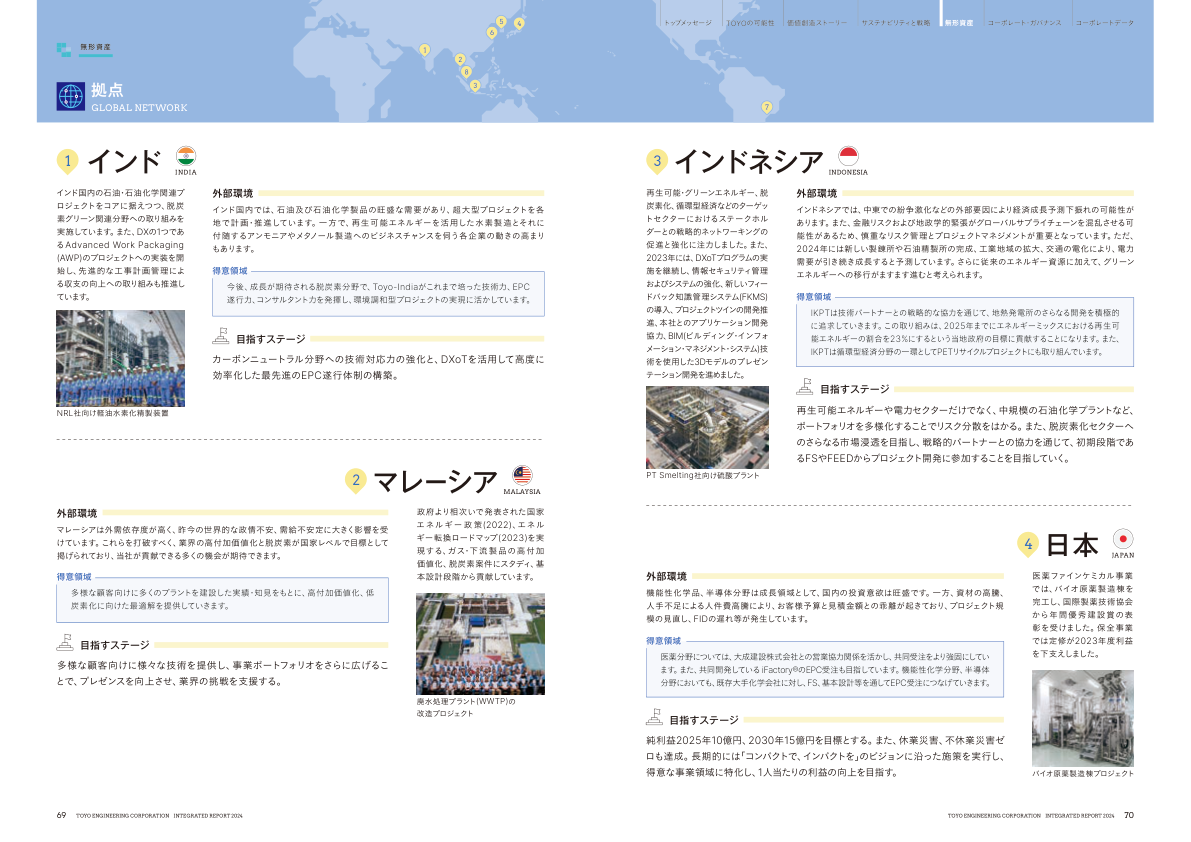 無形資産
拠点
GLOBAL NETWORK
トップメッセージ
TOYOの可能性
価値創造ストーリー
サステナビリティと戦略
無形資産
コーポレート・ガバナンス
コーポレートデータ
1
2
8
3
6
5
4
7
1 インド
INDIA
インド国内の石油・石油化学関連プ
ロジェクトをコアに据えつつ、脱炭
素グリーン関連分野への取り組みを
実施しています。また、DXの1つであ
るAdvanced Work Packaging
(AWP)のプロジェクトへの実装を開
始し、先進的な工事計画管理によ
る収支の向上への取り組みも推進し
ています。
NRL社向け軽油水素化精製装置
外部環境
インド国内では、石油及び石油化学製品の旺盛な需要があり、超大型プロジェクトを各
地で計画・推進しています。一方で、再生可能エネルギーを活用した水素製造とそれに
付随するアンモニアやメタノール製造へのビジネスチャンスを伺う各企業の動きの高まり
もあります。
得意領域
今後、成長が期待される脱炭素分野で、Toyo-Indiaがこれまで培った技術力、EPC
遂行力、コンサルタント力を発揮し、環境調和型プロジェクトの実現に活かしています。
目指すステージ
カーボンニュートラル分野への技術対応力の強化と、DXoTを活用して高度に
効率化した最先進のEPC遂行体制の構築。
2 マレーシア
MALAYSIA
外部環境
マレーシアは外需依存度が高く、昨今の世界的な政情不安、需給不安定に大きく影響を受
けています。これらを打破すべく、業界の高付加価値化と脱炭素が国家レベルで目標として
掲げられており、当社が貢献できる多くの機会が期待できます。
得意領域
多様な顧客向けに多くのプラントを建設した実績・知見をもとに、高付加価値化、低
炭素化に向けた最適解を提供していきます。
目指すステージ
多様な顧客向けに様々な技術を提供し、事業ポートフォリオをさらに広げるこ
とで、プレゼンスを向上させ、業界の挑戦を支援する。
政府より相次いで発表された国家
エネルギー政策(2022)、エネル
ギー転換ロードマップ(2023)を実
現する、ガス・下流製品の高付加
価値化、脱炭素案件にスタディ、基
本設計段階から貢献しています。
廃水処理プラント(WWTP)の
改造プロジェクト
3 インドネシア
INDONESIA
再生可能・グリーンエネルギー、脱
炭素化、循環型経済などのターゲッ
トセクターにおけるステークホル
ダーとの戦略的ネットワーキングの
促進と強化に注力しました。また、
2023年には、DXoTプログラムの実
施を継続し、情報セキュリティ管理
およびシステムの強化、新しいフィー
ドバック知識管理システム(FKMS)
の導入、プロジェクトツインの開発推
進、本社とのアプリケーション開発
協力、BIM(ビルディング・インフォ
メーション・マネジメント・システム)技
術を使用した3Dモデルのプレゼン
テーション開発を進めました。
PT Smelting社向け硫酸プラント
外部環境
インドネシアでは、中東での紛争激化などの外部要因により経済成長予測下振れの可能性が
あります。また、金融リスクおよび地政学的緊張がグローバルサプライチェーンを混乱させる可
能性があるため、慎重なリスク管理とプロジェクトマネジメントが重要となっています。ただ、
2024年には新しい製錬所や石油精製所の完成、工業地域の拡大、交通の電化により、電力
需要が引き続き成長すると予測しています。さらに従来のエネルギー資源に加えて、グリーン
エネルギーへの移行がますます進むと考えられます。
得意領域
IKPTは技術パートナーとの戦略的な協力を通じて、地熱発電所のさらなる開発を積極的
に追求していきます。この取り組みは、2025年までにエネルギーミックスにおける再生可
能エネルギーの割合を23%にするという当地政府の目標に貢献することになります。また、
IKPTは循環型経済分野の一環としてPETリサイクルプロジェクトにも取り組んでいます。
目指すステージ
再生可能エネルギーや電力セクターだけでなく、中規模の石油化学プラントなど、
ポートフォリオを多様化することでリスク分散をはかる。また、脱炭素化セクターへ
のさらなる市場浸透を目指し、戦略的パートナーとの協力を通じて、初期段階であ
るFSやFEEDからプロジェクト開発に参加することを目指していく。
4 日本
JAPAN
外部環境
機能性化学品、半導体分野は成長領域として、国内の投資意欲は旺盛です。一方、資材の高騰、
人手不足による人件費高騰により、お客様予算と見積金額との乖離が起きており、プロジェクト規
模の見直し、FIDの遅れ等が発生しています。
得意領域
医薬分野については、大成建設株式会社との営業協力関係を活かし、共同受注をより強固にしてい
ます。また、共同開発している iFactory®のEPC受注も目指しています。機能性化学分野、半導体
分野においても、既存大手化学会社に対し、FS、基本設計等を通してEPC受注につなげていきます。
目指すステージ
純利益2025年10億円、2030年15億円を目標とする。また、休業災害、不休業災害ゼ
ロも達成。長期的には「コンパクトで、インパクトを」のビジョンに沿った施策を実行し、
得意な事業領域に特化し、1人当たりの利益の向上を目指す。
医薬ファインケミカル事業
では、バイオ原薬製造棟を
完工し、国際製薬技術協会
から年間優秀建設賞の表
彰を受けました。保全事業
では定修が2023年度利益
を下支えしました。
バイオ原薬製造棟プロジェクト
69 TOYO ENGINEERING CORPORATION INTEGRATED REPORT 2024
TOYO ENGINEERING CORPORATION INTEGRATED REPORT 2024 70